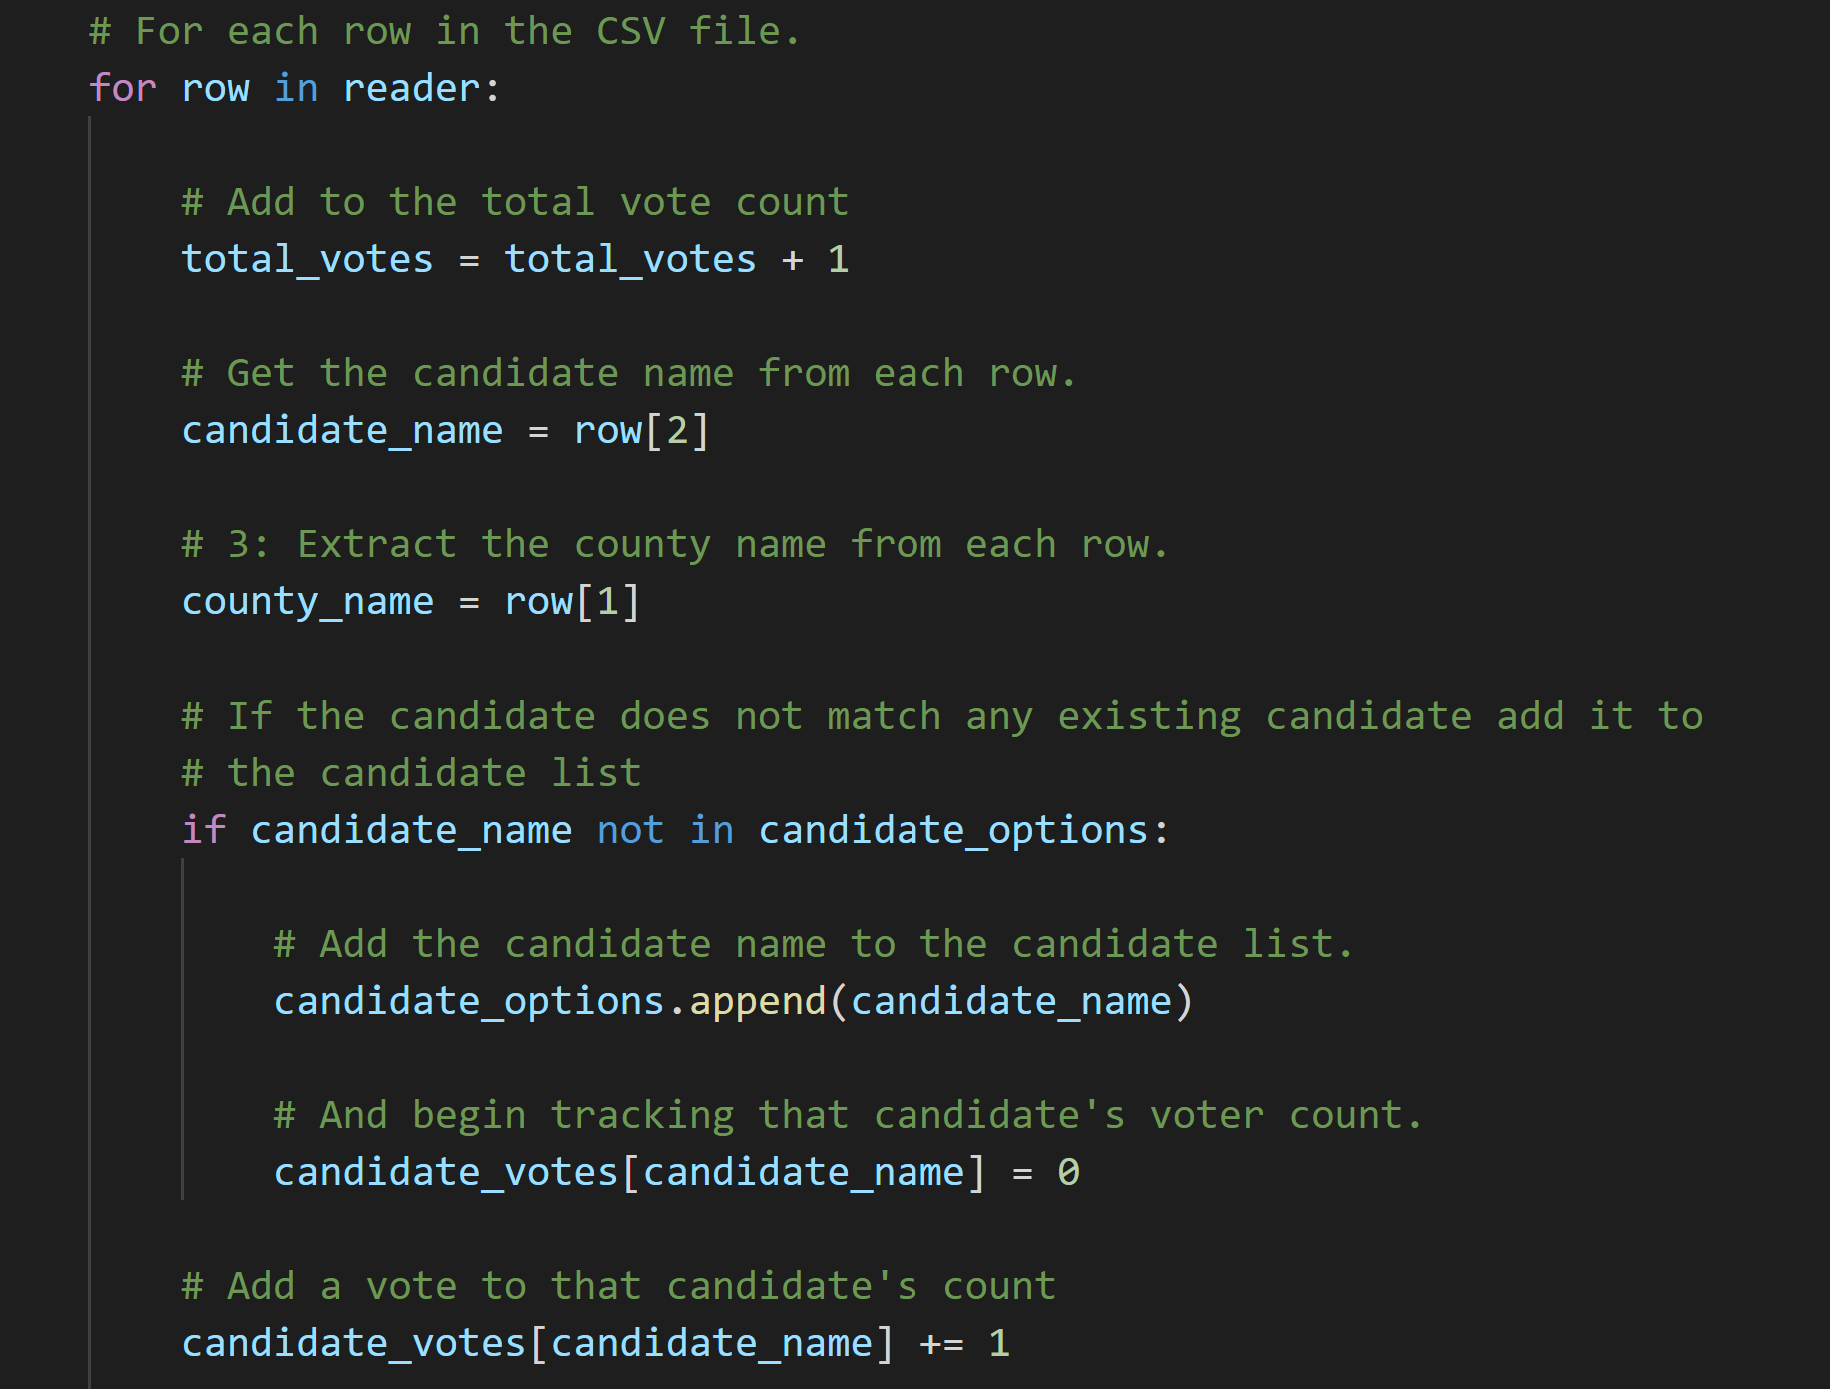 # For each row in the CSV file.
for row in reader:
# Add to the total vote count
total_votes = total_votes + 1
# Get the candidate name from each row.
candidate_name = row[2]
# 3: Extract the county name from each row.
county_name = row[1]
# If the candidate does not match any existing candidate add it to
# the candidate list
if candidate_name not in candidate_options:
# Add the candidate name to the candidate list.
candidate_options.append(candidate_name)
# And begin tracking that candidate's voter count.
candidate_votes[candidate_name] = 0
# Add a vote to that candidate's count
candidate_votes[candidate_name] += 1